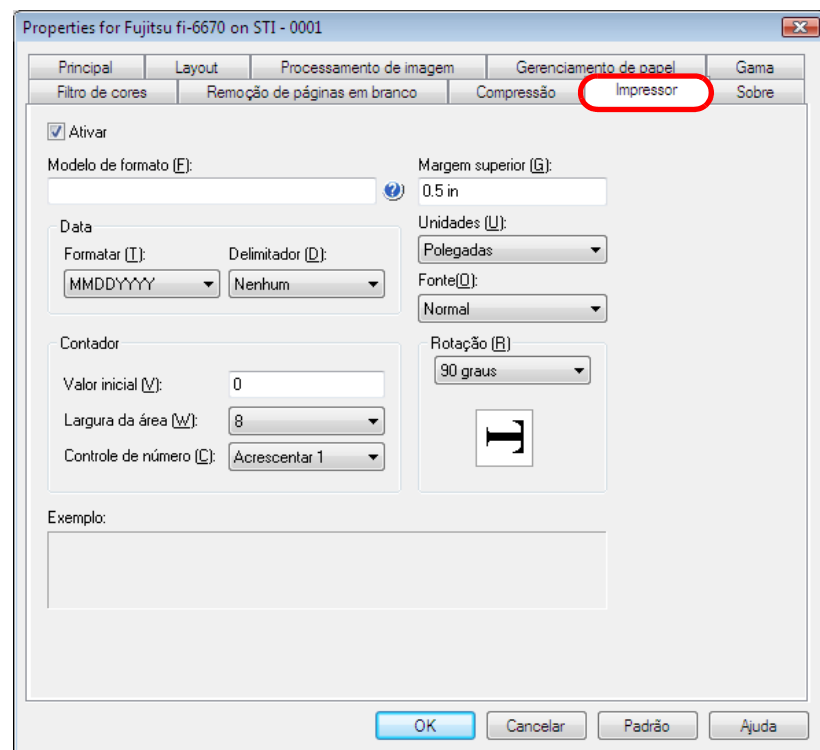 Properties for Fujitsu fi-6670 on STI - 0001
Principal Layout Processamento de imagem Gerenciamento de papel Gama
Filtro de cores Remoção de páginas em branco Compressão Impressor Sobre
Ativar
Modelo de formato (F):
Margem superior (G):
0.5 in
Data
Formatar (T): Delimitador (D):
MMDDYYYY Nenhum
Unidades (U):
Polegadas
Fonte(O):
Normal
Contador
Valor inicial (V): 0
Largura da área (W): 8
Controle de número (C): Acrescentar 1
Rotação (R)
90 graus
T
Exemplo:
OK Cancelar Padrão Ajuda